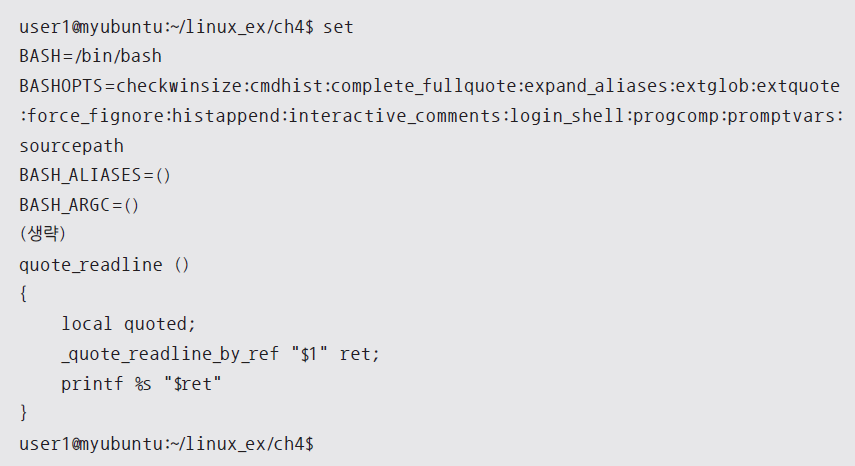 user1@myubuntu:~/linux_ex/ch4$ set
BASH=/bin/bash
BASHOPTS=checkwinsize:cmdhist:complete_fullquote:expand_aliases:extglob:extquote
:force_fignore:histappend:interactive_comments:login_shell:progcomp:promptvars:
sourcepath
BASH_ALIASES=()
BASH_ARGC=()
(생략)
quote_readline ()
{
    local quoted;
    _quote_readline_by_ref "$1" ret;
    printf %s "$ret"
}
user1@myubuntu:~/linux_ex/ch4$